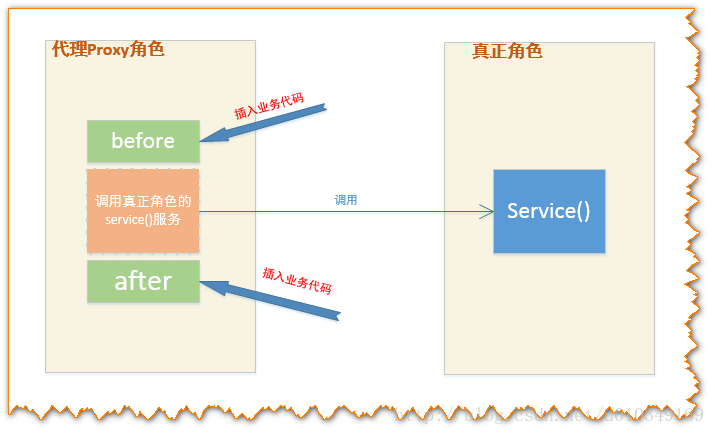 代理Proxy角色
真正角色
插入业务代码
before
调用真正角色的
service()服务
调用
Service()
after
插入业务代码